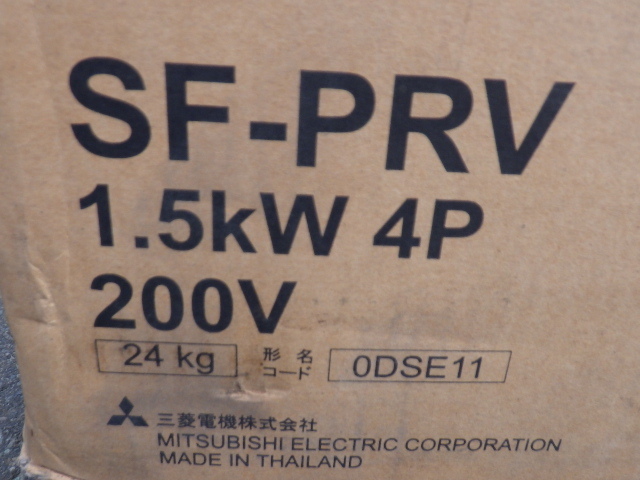 SF-PRV
1.5kW 4P
200V
24 kg 形名コード 0DSE11
三菱電機株式会社
MITSUBISHI ELECTRIC CORPORATION
MADE IN THAILAND